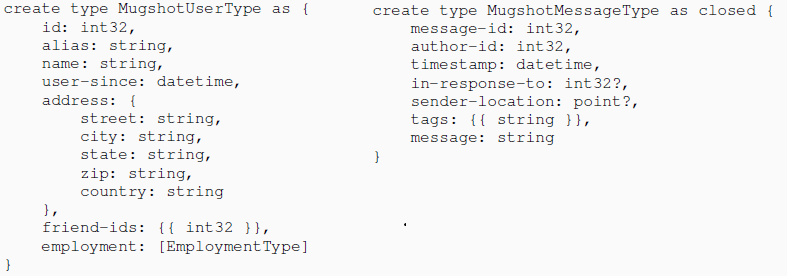 create type MugshotUserType as {
id: int32,
alias: string,
name: string,
user-since: datetime,
address: {
street: string,
city: string,
state: string,
zip: string,
country: string
},
friend-ids: {{ int32 }},
employment: [EmploymentType]
}
create type MugshotMessageType as closed {
message-id: int32,
author-id: int32,
timestamp: datetime,
in-response-to: int32?,
sender-location: point?,
tags: {{ string }},
message: string
}